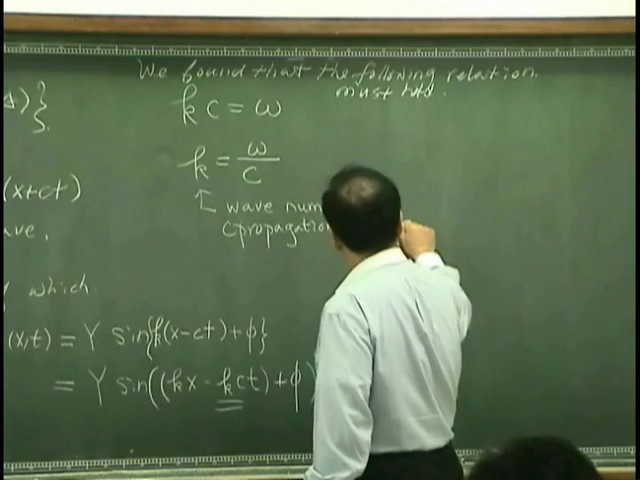 We found that the following relation
must hold.
Δ)}
k c = ω
k = ω/c
(x+ct)
wave num
(propagation
ave,
which
(x,t) = Y sin{k(x-ct)+φ}
= Y sin((kx - kct)+φ)